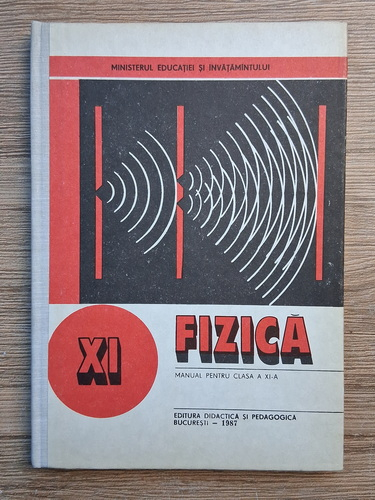 MINISTERUL EDUCAȚIEI ȘI ÎNVĂȚĂMÎNTULUI
XI
FIZICĂ
MANUAL PENTRU CLASA A XI-A
EDITURA DIDACTICĂ ȘI PEDAGOGICĂ
BUCUREȘTI – 1987